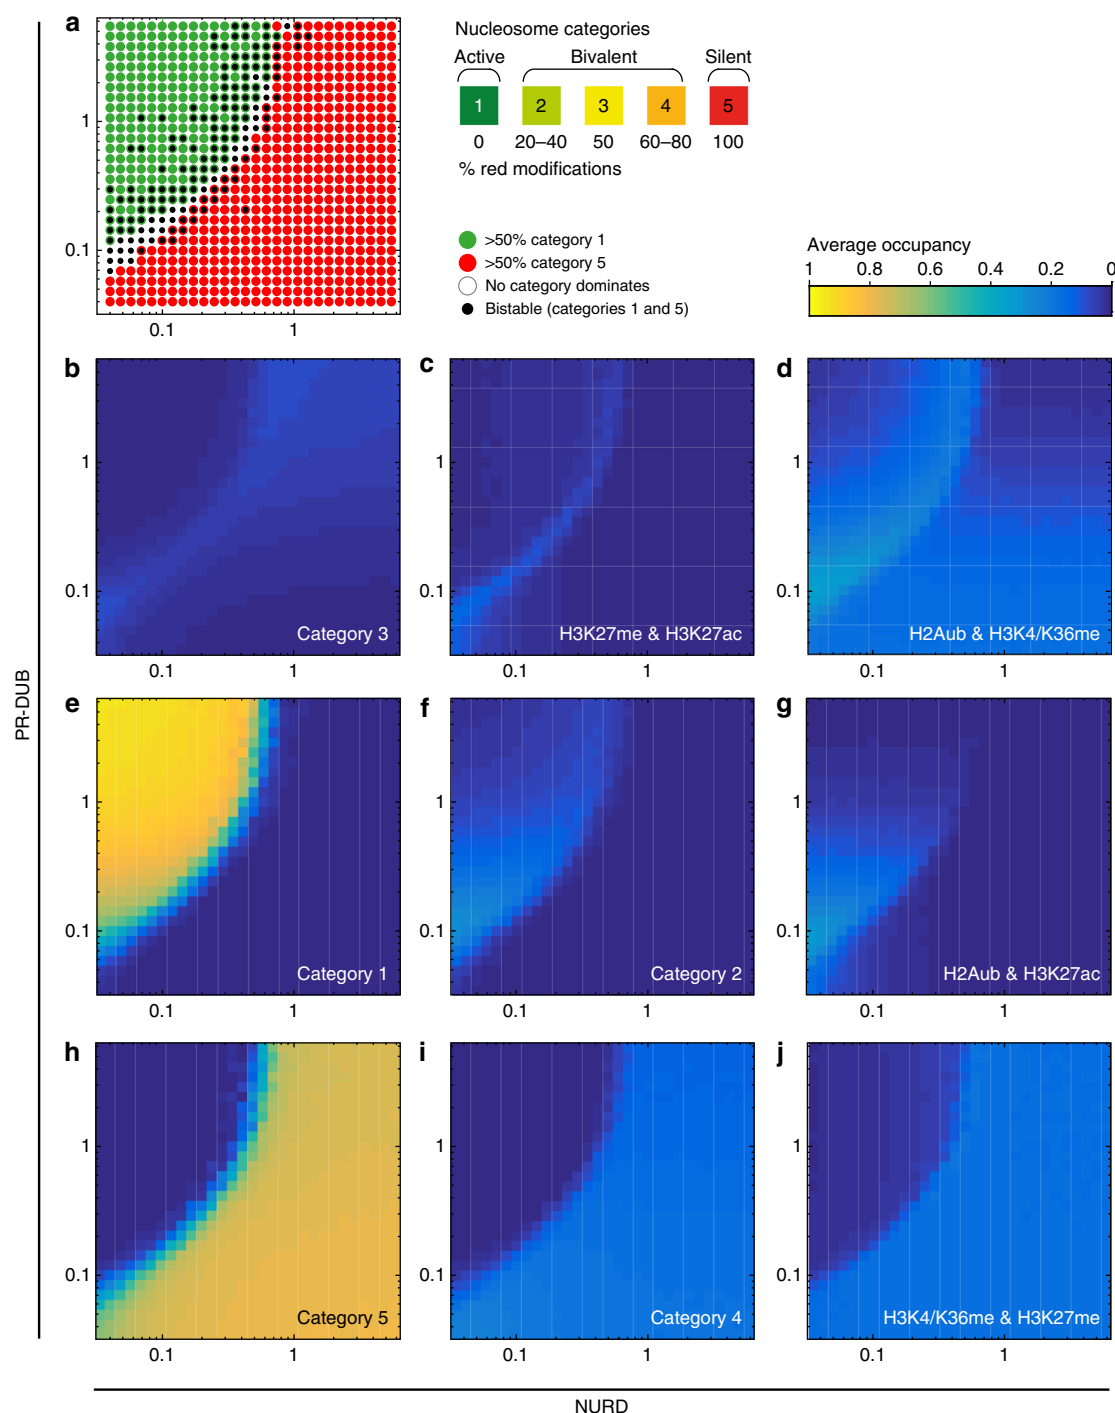 a
1
0.1
0.1 1
Nucleosome categories
Active Bivalent Silent
1 2 3 4 5
0 20–40 50 60–80 100
% red modifications
>50% category 1
>50% category 5
No category dominates
Bistable (categories 1 and 5)
Average occupancy
1 0.8 0.6 0.4 0.2 0
b
1
0.1
Category 3
0.1 1
c
1
0.1
H3K27me & H3K27ac
0.1 1
d
1
0.1
H2Aub & H3K4/K36me
0.1 1
PR-DUB
e
1
0.1
Category 1
0.1 1
f
1
0.1
Category 2
0.1 1
g
1
0.1
H2Aub & H3K27ac
0.1 1
h
1
0.1
Category 5
0.1 1
i
1
0.1
Category 4
0.1 1
j
1
0.1
H3K4/K36me & H3K27me
0.1 1
NURD